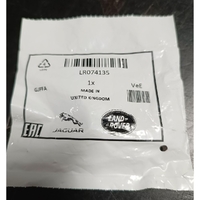 LR074135
1x
MADE IN
UNITED KINGDOM
EAC
JAGUAR
LAND-
ROVER